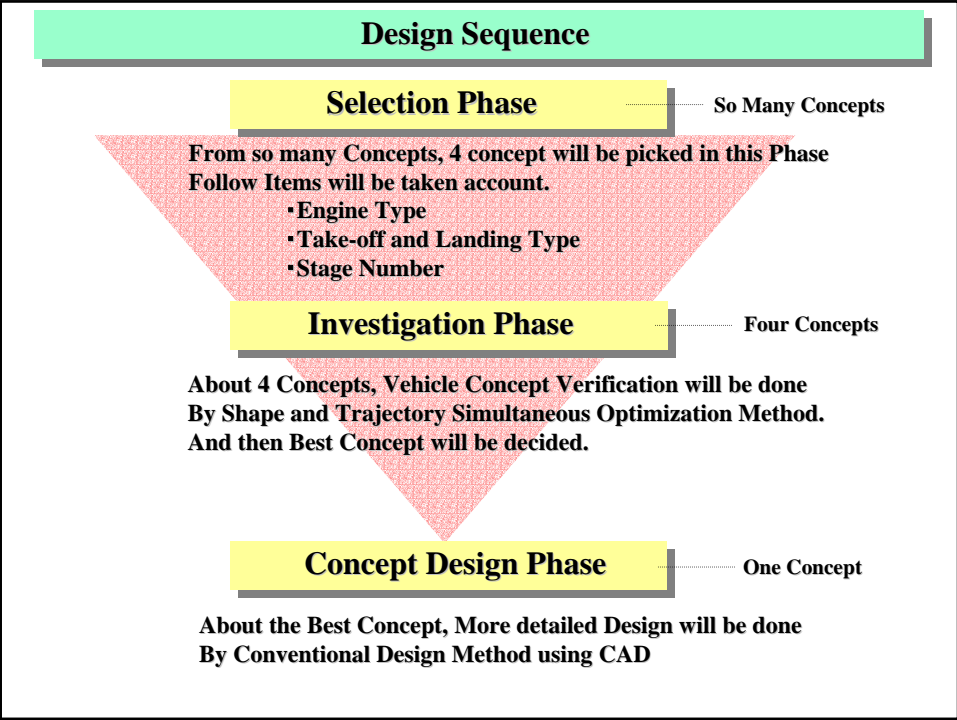 Design Sequence
Selection Phase
So Many Concepts
From so many Concepts, 4 concept will be picked in this Phase
Follow Items will be taken account.
・Engine Type
・Take-off and Landing Type
・Stage Number
Investigation Phase
Four Concepts
About 4 Concepts, Vehicle Concept Verification will be done
By Shape and Trajectory Simultaneous Optimization Method.
And then Best Concept will be decided.
Concept Design Phase
One Concept
About the Best Concept, More detailed Design will be done
By Conventional Design Method using CAD